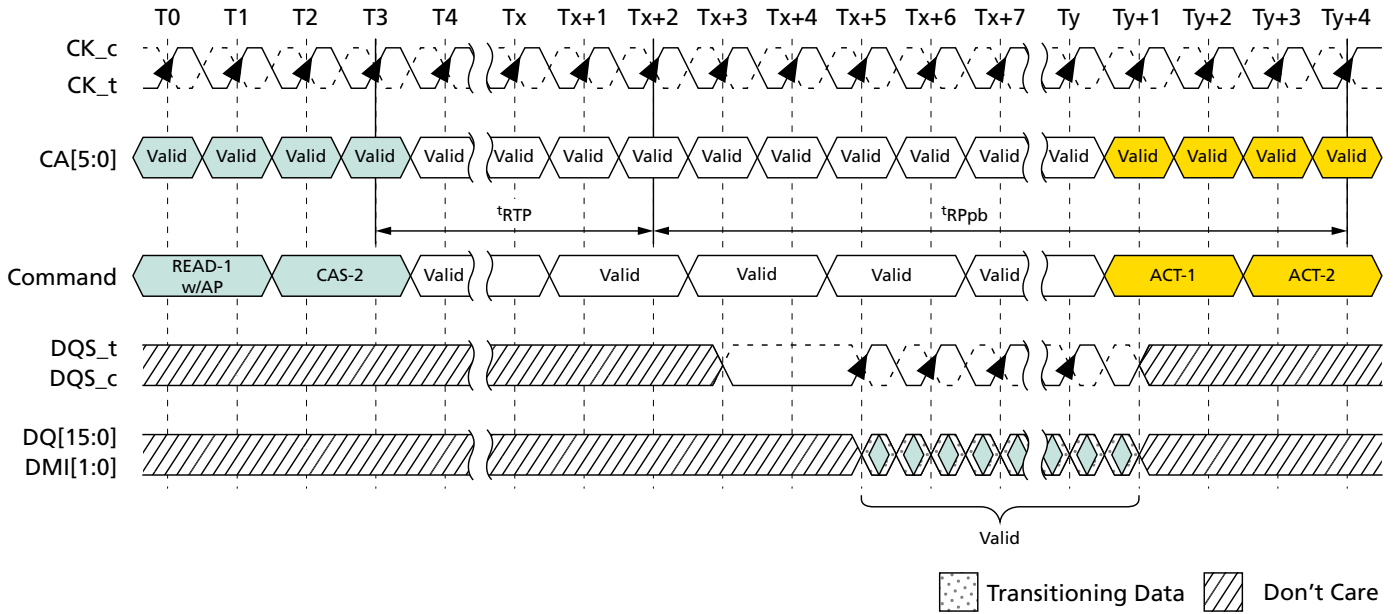 T0 T1 T2 T3 T4 Tx Tx+1 Tx+2 Tx+3 Tx+4 Tx+5 Tx+6 Tx+7 Ty Ty+1 Ty+2 Ty+3 Ty+4
CK_c
CK_t
CA[5:0] Valid Valid Valid Valid Valid Valid Valid Valid Valid Valid Valid Valid Valid Valid Valid Valid Valid Valid
tRTP tRPpb
Command READ-1 w/AP CAS-2 Valid Valid Valid Valid Valid ACT-1 ACT-2
DQS_t
DQS_c
DQ[15:0]
DMI[1:0]
Valid
Transitioning Data Don't Care